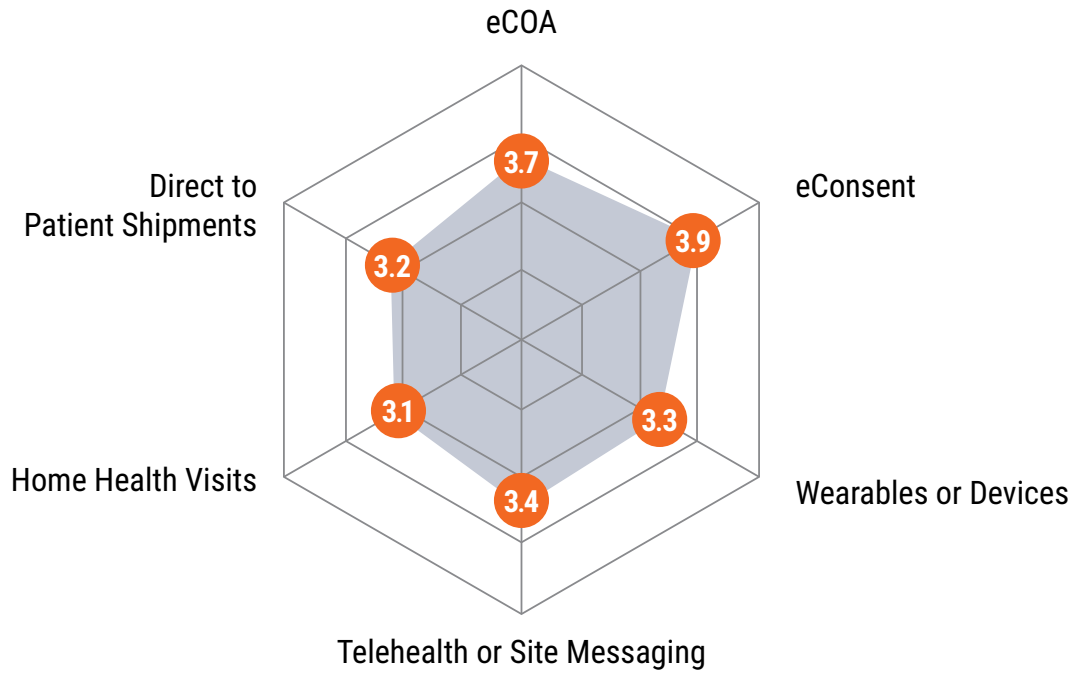 eCOA
3.7
Direct to
Patient Shipments
eConsent
3.9
3.2
3.1
3.3
Home Health Visits
Wearables or Devices
3.4
Telehealth or Site Messaging